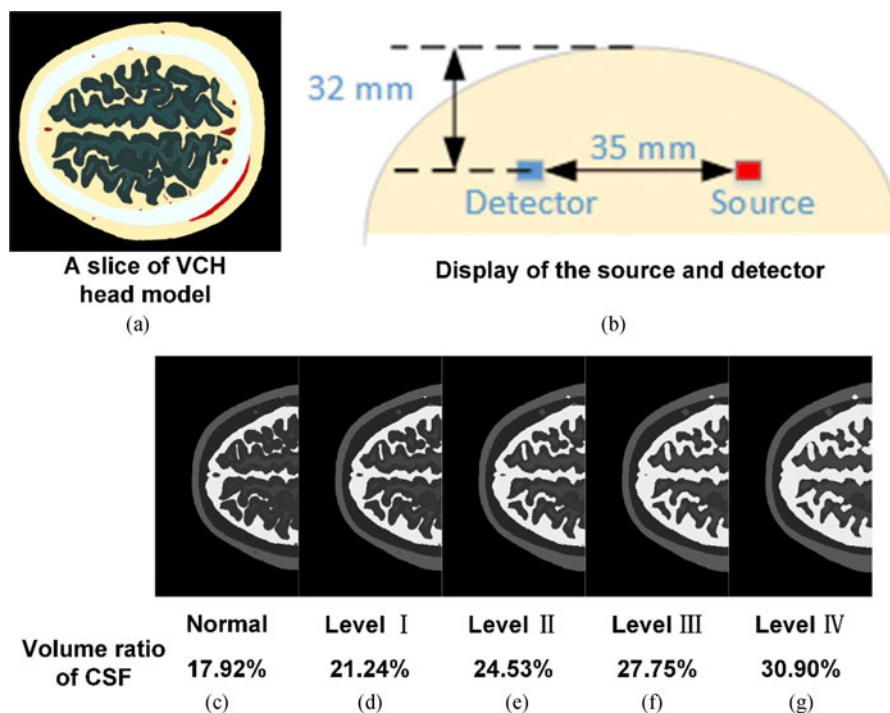 32 mm
35 mm
Detector
Source
A slice of VCH
head model
Display of the source and detector
(a)
(b)
Normal
Level Ⅰ
Level Ⅱ
Level Ⅲ
Level Ⅳ
Volume ratio
of CSF
17.92%
21.24%
24.53%
27.75%
30.90%
(c)
(d)
(e)
(f)
(g)